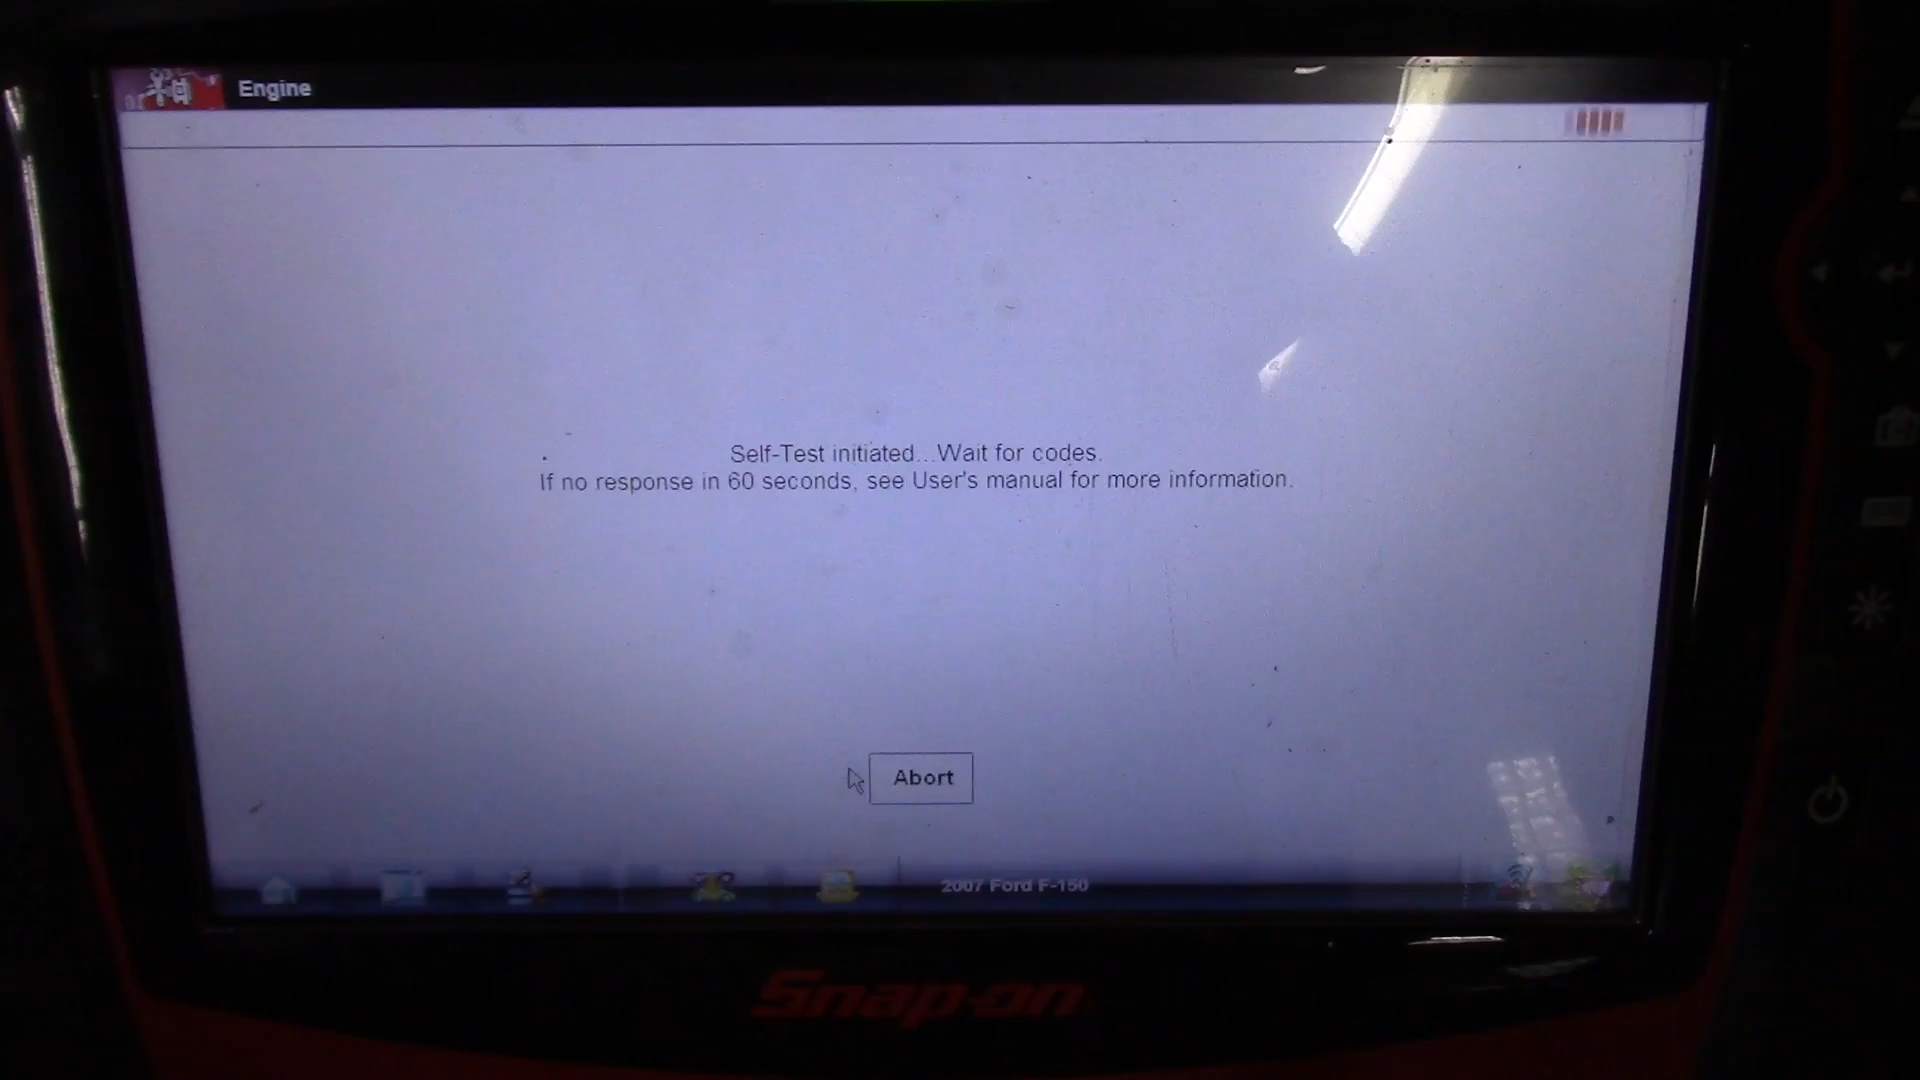 Engine
Self-Test initiated...Wait for codes.
If no response in 60 seconds, see User's manual for more information.
Abort
2007 Ford F-150
Snap-on